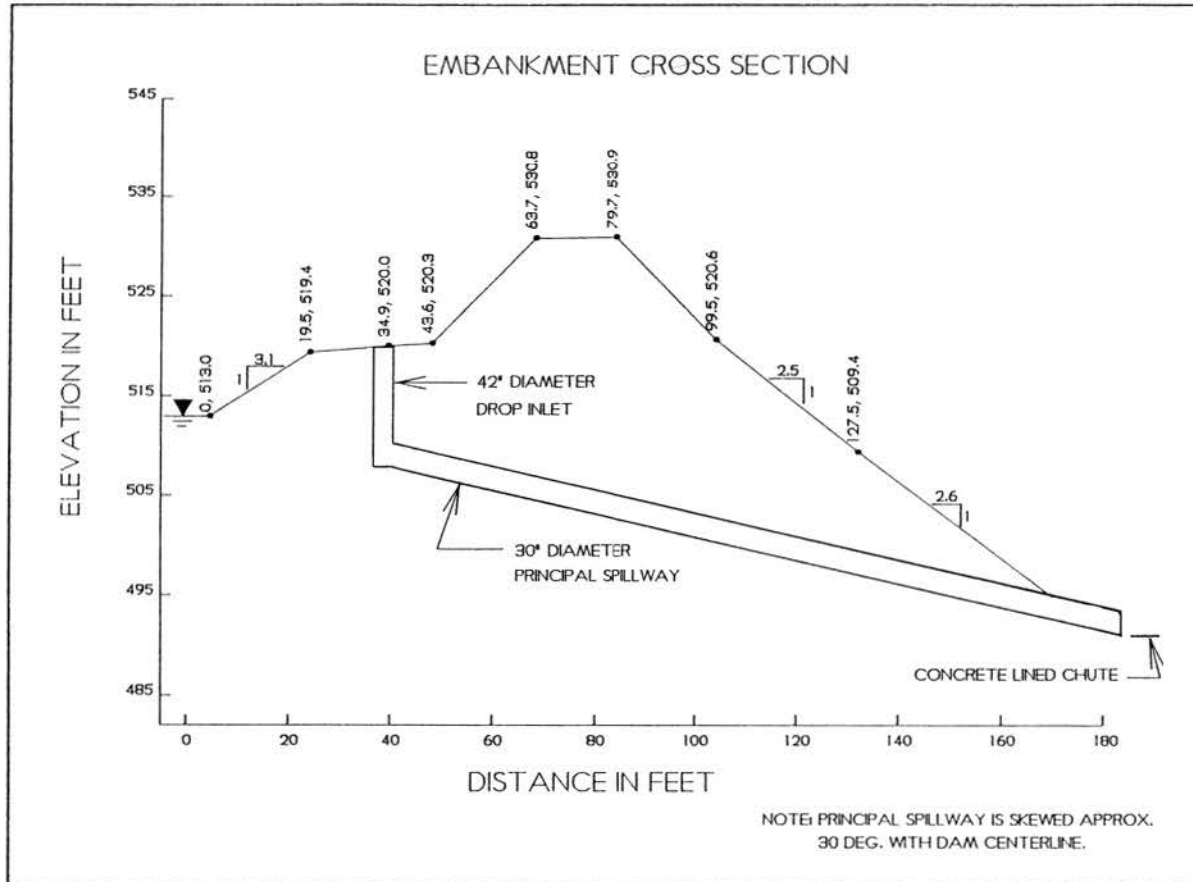 EMBANKMENT CROSS SECTION
545
535
525
515
505
495
485
ELEVATION IN FEET
.0, 513.0
19.5, 519.4
34.9, 520.0
43.6, 520.3
63.7, 530.8
79.7, 530.9
99.5, 520.6
127.5, 509.4
3.1
1
2.5
1
2.6
1
42" DIAMETER
DROP INLET
30" DIAMETER
PRINCIPAL SPILLWAY
CONCRETE LINED CHUTE
0 20 40 60 80 100 120 140 160 180
DISTANCE IN FEET
NOTE: PRINCIPAL SPILLWAY IS SKEWED APPROX.
30 DEG. WITH DAM CENTERLINE.